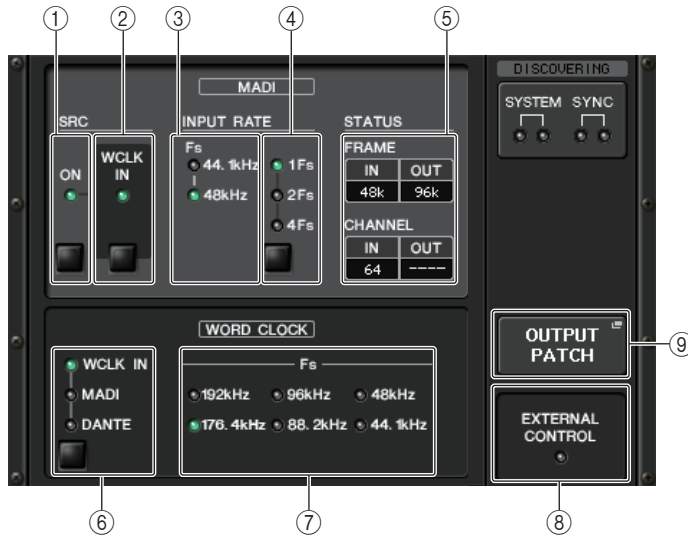 ① ② ③ ④ ⑤
MADI
DISCOVERING
SRC
INPUT RATE
STATUS
SYSTEM SYNC
ON
WCLK
IN
Fs
44.1kHz
48kHz
1Fs
2Fs
4Fs
FRAME
IN OUT
48k 96k
CHANNEL
IN OUT
64 ----
WORD CLOCK
WCLK IN
MADI
DANTE
Fs
192kHz 96kHz 48kHz
176.4kHz 88.2kHz 44.1kHz
OUTPUT
PATCH
⑨
EXTERNAL
CONTROL
⑥ ⑦ ⑧